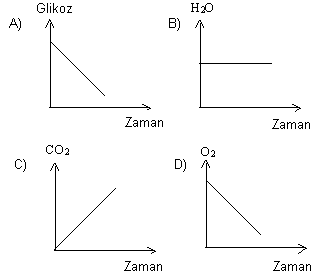 A) Glikoz
Zaman
B) H₂O
Zaman
C) CO₂
Zaman
D) O₂
Zaman